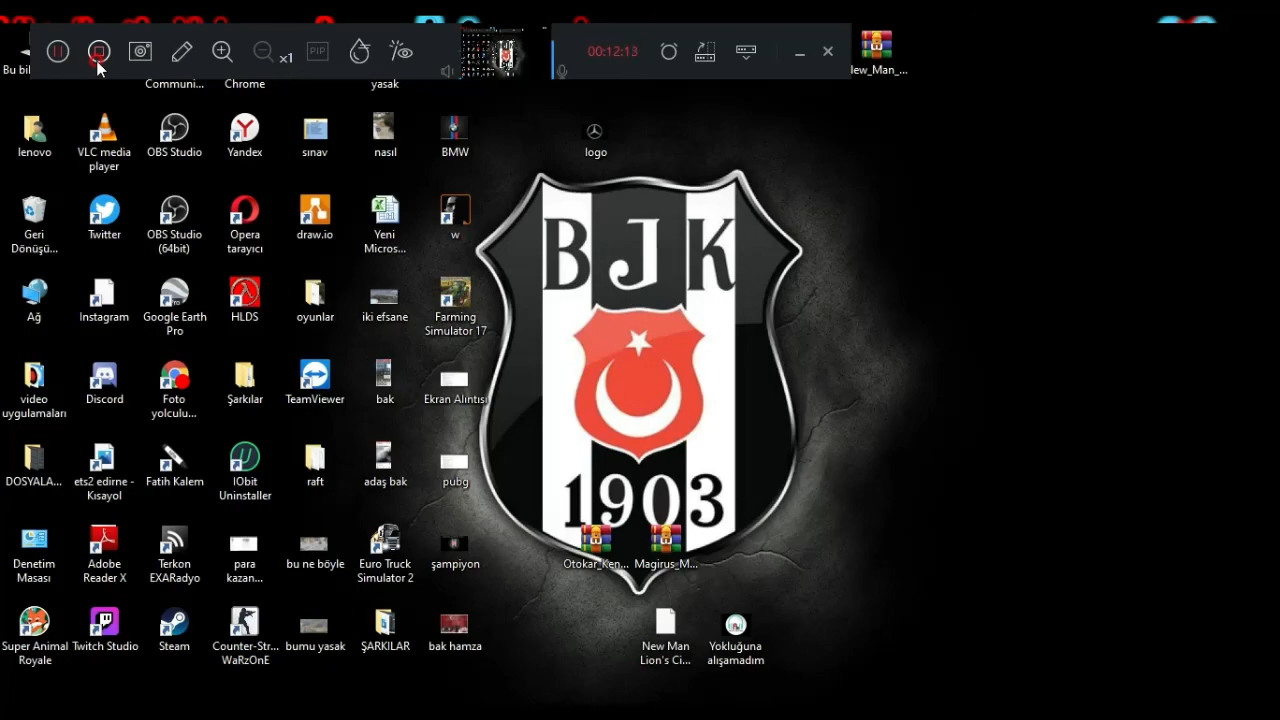 x1
PIP
00:12:13
Bu bil
Communi...
Chrome
yasak
lew_Man_...
lenovo
VLC media
player
OBS Studio
Yandex
sınav
nasıl
BMW
logo
Geri
Dönüşü...
Twitter
OBS Studio
(64bit)
Opera
tarayıcı
draw.io
Yeni
Micros...
w
BJK
Ağ
Instagram
Google Earth
Pro
HLDS
oyunlar
iki efsane
Farming
Simulator 17
video
uygulamaları
Discord
Foto
yolculu...
Şarkılar
TeamViewer
bak
Ekran Alıntısı
DOSYALA...
ets2 edirne -
Kısayol
Fatih Kalem
IObit
Uninstaller
raft
adaş bak
pubg
1903
Denetim
Masası
Adobe
Reader X
Terkon
EXARadyo
para
kazan...
bu ne böyle
Euro Truck
Simulator 2
şampiyon
Otokar_Ken...
Magirus_M...
Super Animal
Royale
Twitch Studio
Steam
Counter-Str...
WaRzOnE
bumu yasak
ŞARKILAR
bak hamza
New Man
Lion's Ci...
Yokluğuna
alışamadım